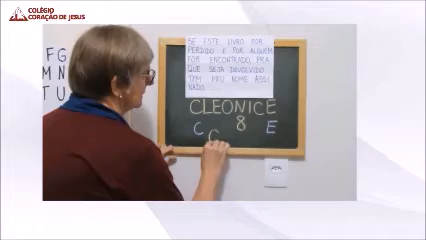 COLÉGIO
CORAÇÃO DE JESUS
F G
M N
T U
SE ESTE LIVRO FOR
PERDIDO E POR ALGUÉM
FOR ENCONTRADO, PRA
QUE SEJA DEVOLVIDO
TEM MEU NOME ASSI
NADO...
CLEONICE
C 8 E
C